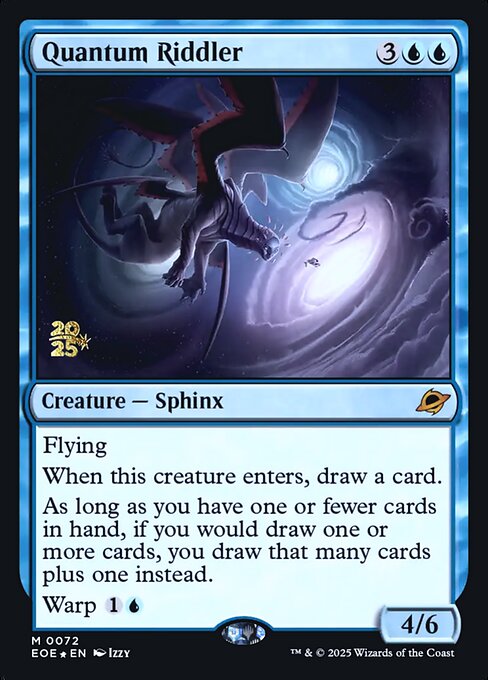 Quantum Riddler 3
20
25
Creature — Sphinx
Flying
When this creature enters, draw a card.
As long as you have one or fewer cards
in hand, if you would draw one or
more cards, you draw that many cards
plus one instead.
Warp 1
4/6
M 0072
EOE ★ EN Izzy
™ & © 2025 Wizards of the Coast